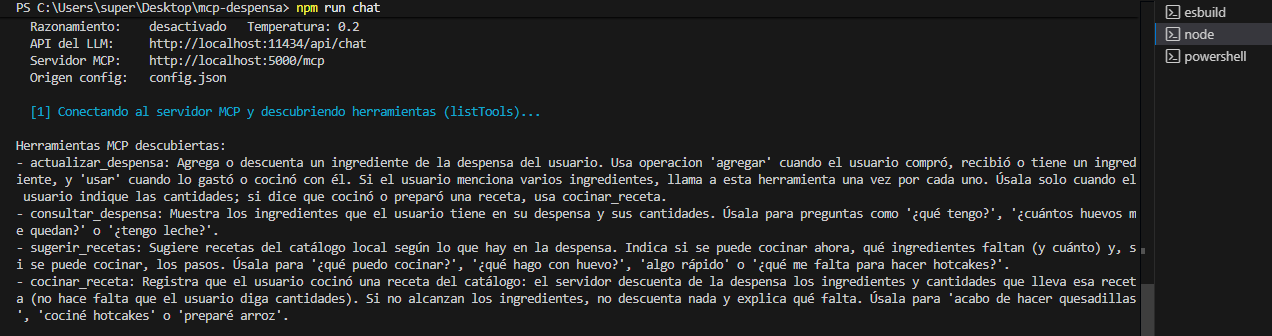 PS C:\Users\super\Desktop\mcp-despensa> npm run chat
Razonamiento:    desactivado   Temperatura: 0.2
API del LLM:     http://localhost:11434/api/chat
Servidor MCP:    http://localhost:5000/mcp
Origen config:   config.json
[1] Conectando al servidor MCP y descubriendo herramientas (listTools)...
Herramientas MCP descubiertas:
- actualizar_despensa: Agrega o descuenta un ingrediente de la despensa del usuario. Usa operacion 'agregar' cuando el usuario compró, recibió o tiene un ingred
iente, y 'usar' cuando lo gastó o cocinó con él. Si el usuario menciona varios ingredientes, llama a esta herramienta una vez por cada uno. Úsala solo cuando el
 usuario indique las cantidades; si dice que cocinó o preparó una receta, usa cocinar_receta.
- consultar_despensa: Muestra los ingredientes que el usuario tiene en su despensa y sus cantidades. Úsala para preguntas como '¿qué tengo?', '¿cuántos huevos m
e quedan?' o '¿tengo leche?'.
- sugerir_recetas: Sugiere recetas del catálogo local según lo que hay en la despensa. Indica si se puede cocinar ahora, qué ingredientes faltan (y cuánto) y, s
i se puede cocinar, los pasos. Úsala para '¿qué puedo cocinar?', '¿qué hago con huevo?', 'algo rápido' o '¿qué me falta para hacer hotcakes?'.
- cocinar_receta: Registra que el usuario cocinó una receta del catálogo: el servidor descuenta de la despensa los ingredientes y cantidades que lleva esa recet
a (no hace falta que el usuario diga cantidades). Si no alcanzan los ingredientes, no descuenta nada y explica qué falta. Úsala para 'acabo de hacer quesadillas
', 'cociné hotcakes' o 'preparé arroz'.
esbuild
node
powershell